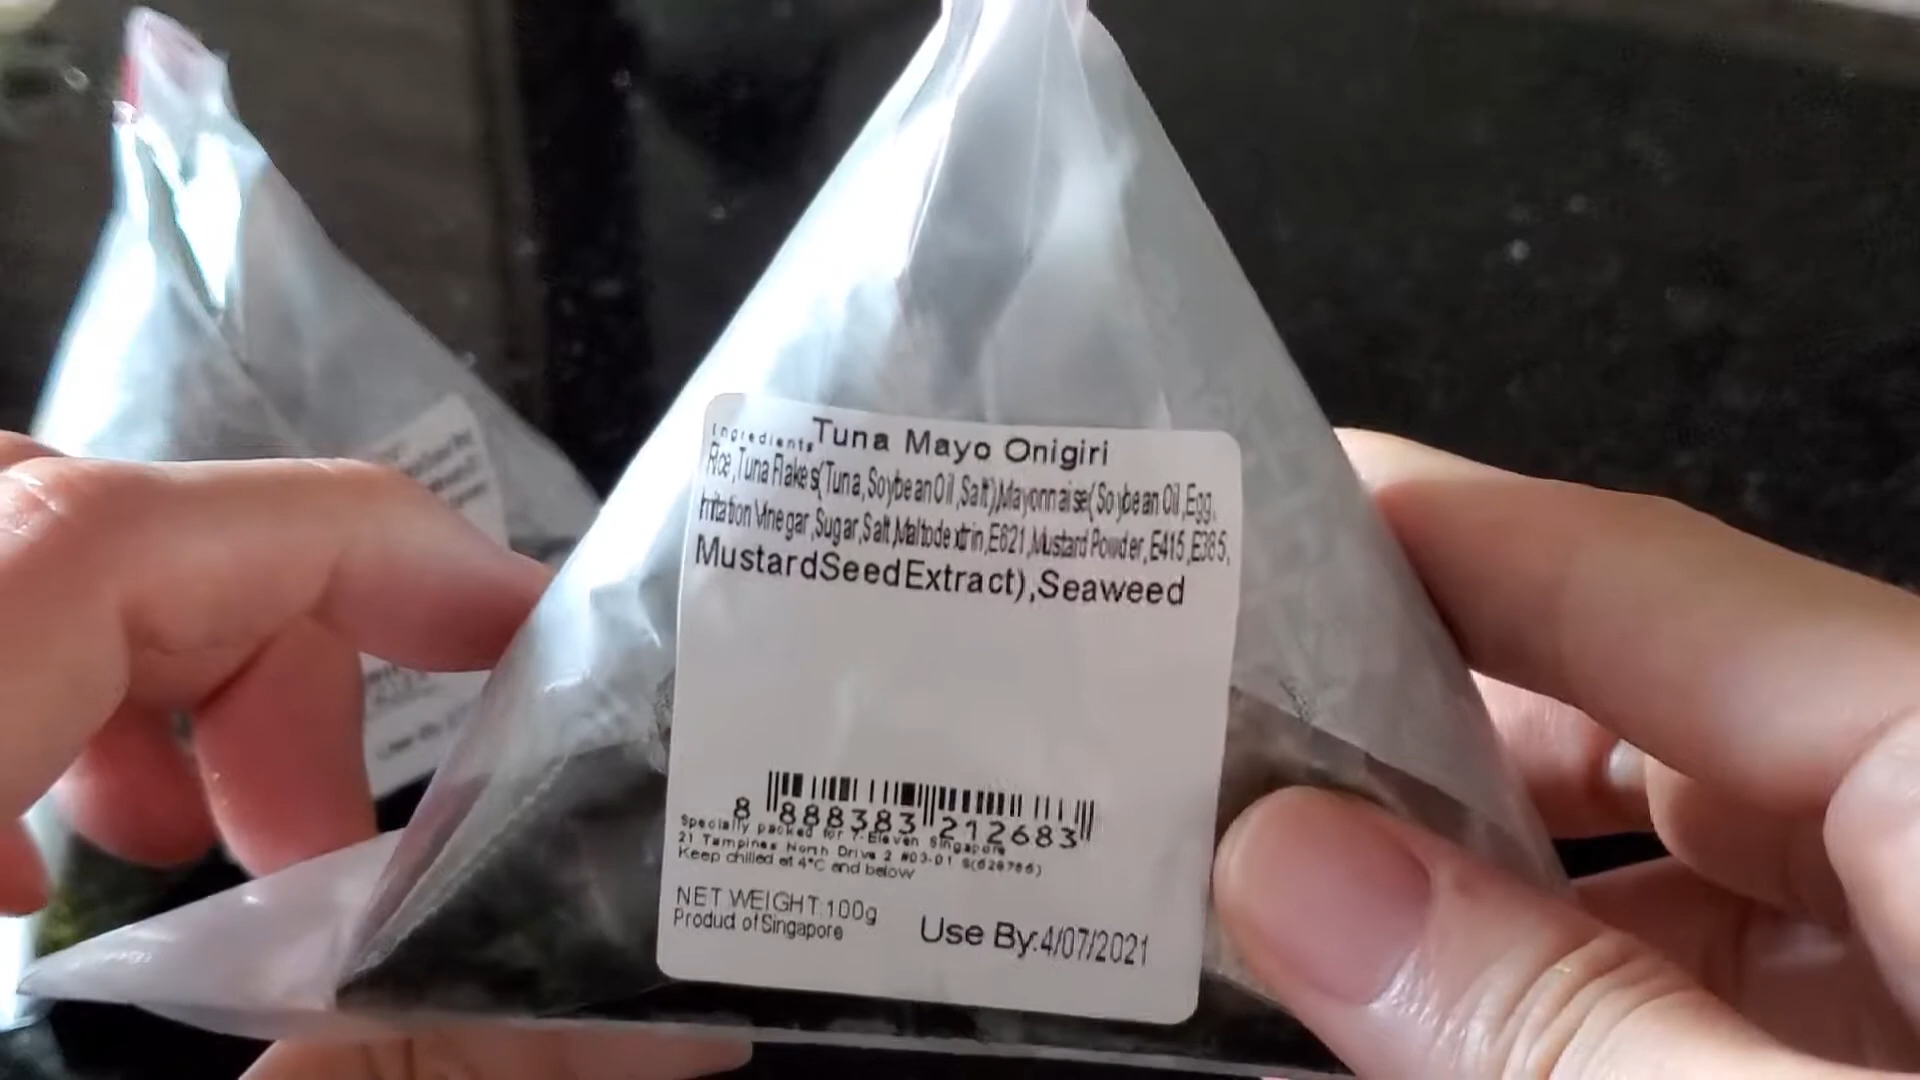 Tuna Mayo Onigiri
Ingredients
Rice,Tuna Flakes(Tuna,Soybean Oil,Salt),Mayonnaise(Soybean Oil,Egg,
Imitation Vinegar,Sugar,Salt,Maltodextrin,E621,Mustard Powder,E415,E385,
MustardSeedExtract),Seaweed
8 888383 212683
Specially packed for 7-Eleven Singapore
21 Tampines North Drive 2 #03-01 S(528765)
Keep chilled at 4°C and below
NET WEIGHT:100g
Product of Singapore
Use By:4/07/2021